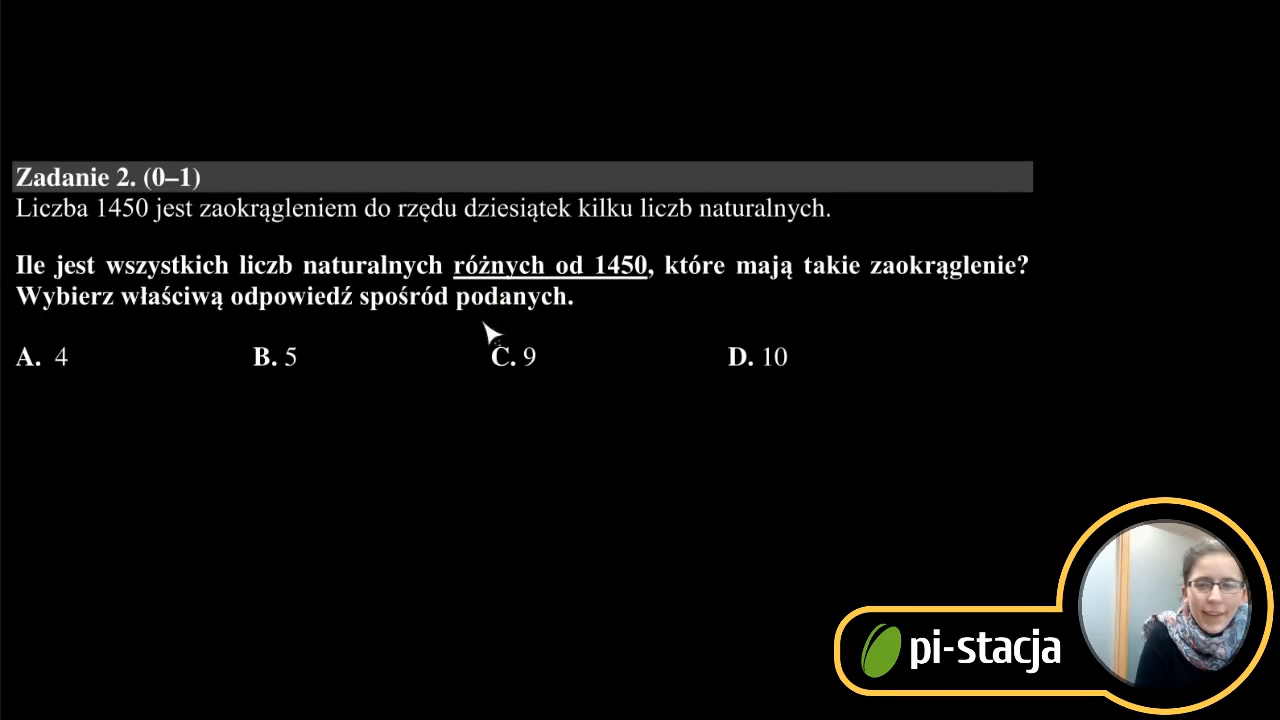 Zadanie 2. (0–1)
Liczba 1450 jest zaokrągleniem do rzędu dziesiątek kilku liczb naturalnych.
Ile jest wszystkich liczb naturalnych różnych od 1450, które mają takie zaokrąglenie?
Wybierz właściwą odpowiedź spośród podanych.
A. 4 B. 5 C. 9 D. 10
pi-stacja